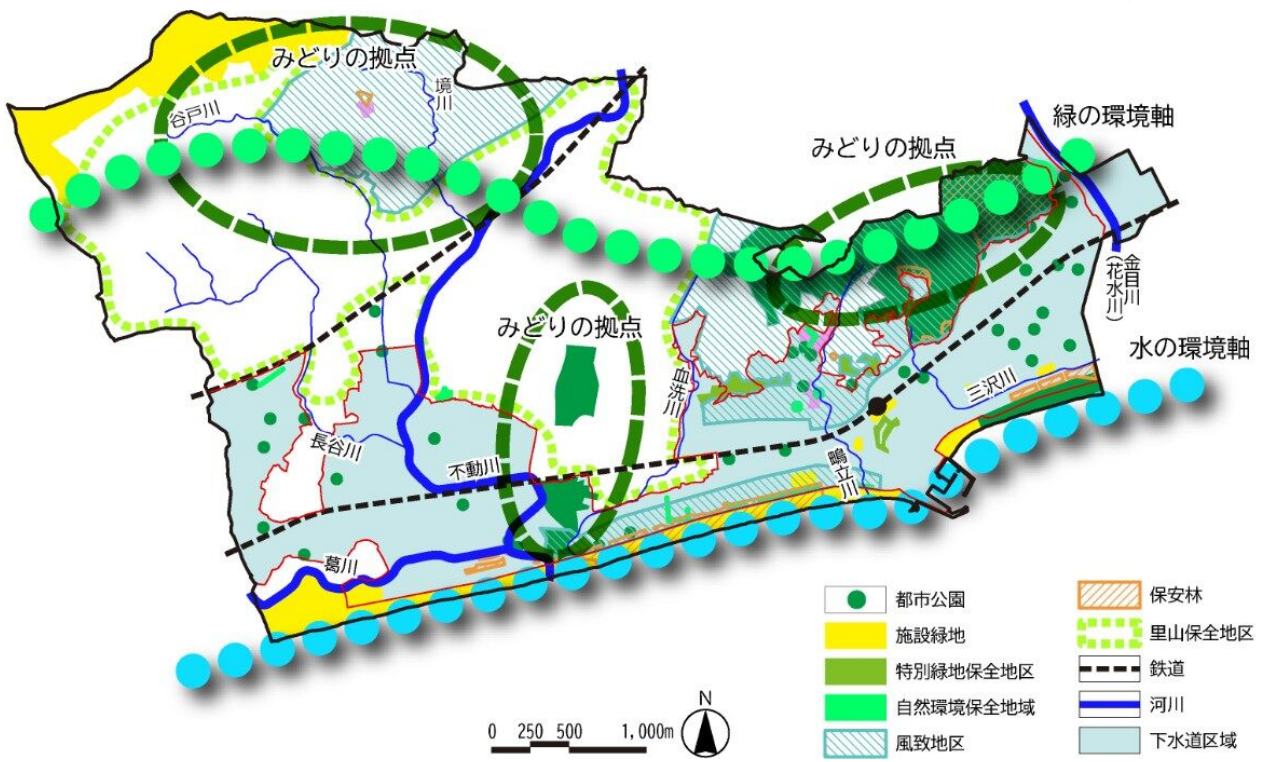 みどりの拠点
境川
谷戸川
みどりの拠点
緑の環境軸
金目川
(花水川)
みどりの拠点
水の環境軸
血洗川
三沢川
長谷川
不動川
鴫立川
葛川
都市公園
施設緑地
特別緑地保全地区
自然環境保全地域
風致地区
保安林
里山保全地区
鉄道
河川
下水道区域
N
0 250 500 1,000m